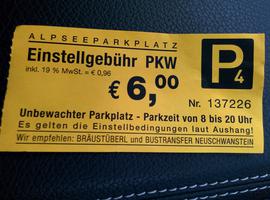 ALPSEEPARKPLATZ
Einstellgebühr PKW
inkl. 19 % MwSt. = € 0,96
€ 6,00
P4
Nr. 137226
Unbewachter Parkplatz - Parkzeit von 8 bis 20 Uhr
Es gelten die Einstellbedingungen laut Aushang!
Wir empfehlen: BRÄUSTÜBERL und BUSTRANSFER NEUSCHWANSTEIN